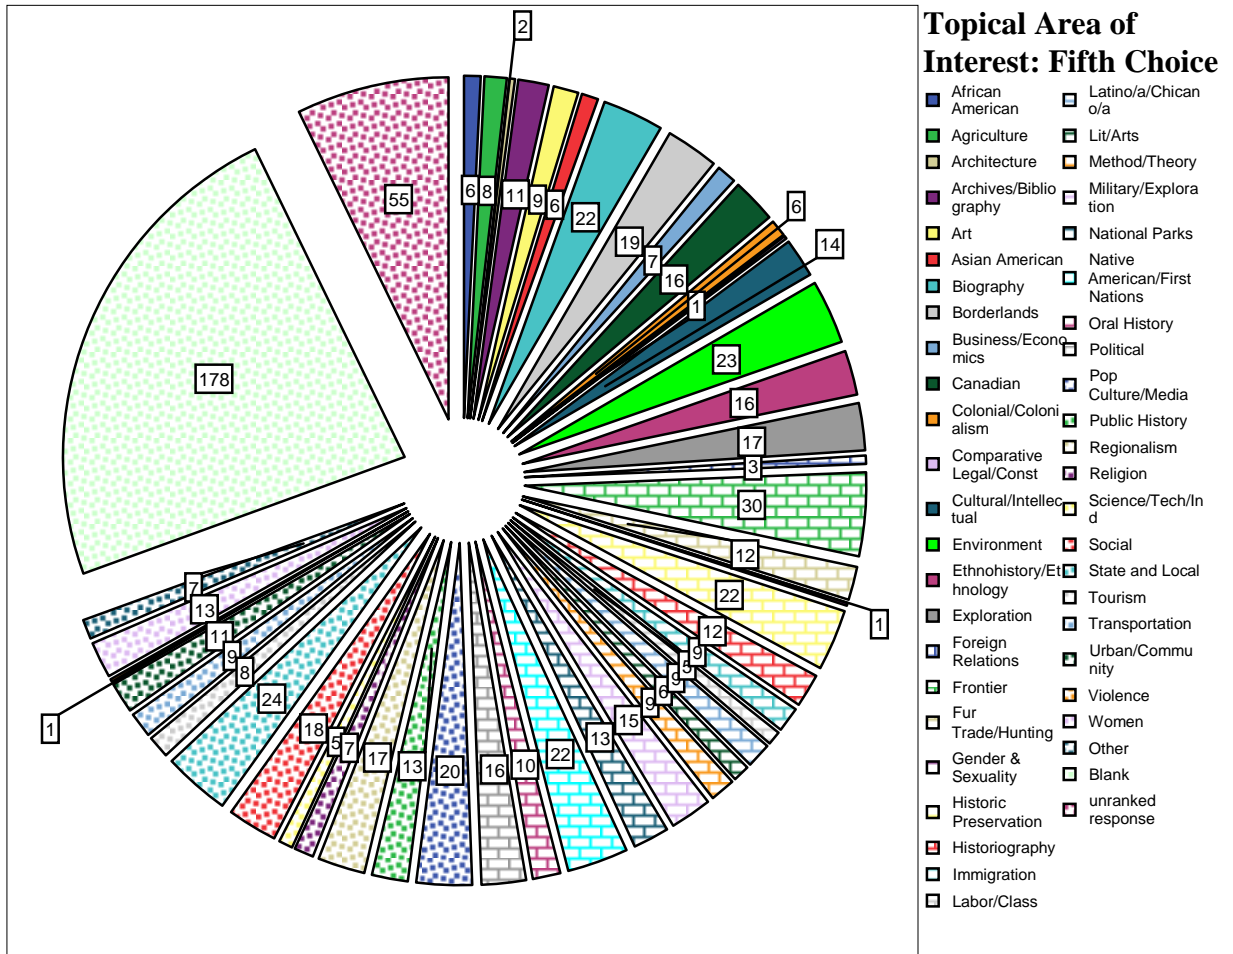 Topical Area of
Interest: Fifth Choice
African
American
Agriculture
Architecture
Archives/Biblio
graphy
Art
Asian American
Biography
Borderlands
Business/Econo
mics
Canadian
Colonial/Coloni
alism
Comparative
Legal/Const
Cultural/Intellec
tual
Environment
Ethnohistory/Et
hnology
Exploration
Foreign
Relations
Frontier
Fur
Trade/Hunting
Gender &
Sexuality
Historic
Preservation
Historiography
Immigration
Labor/Class
Latino/a/Chican
o/a
Lit/Arts
Method/Theory
Military/Explora
tion
National Parks
Native
American/First
Nations
Oral History
Political
Pop
Culture/Media
Public History
Regionalism
Religion
Science/Tech/In
d
Social
State and Local
Tourism
Transportation
Urban/Commu
nity
Violence
Women
Other
Blank
unranked
response
2
6
8
11
9
6
22
19
7
16
6
1
14
23
16
17
3
30
12
1
22
12
9
5
9
6
9
15
13
22
10
16
20
13
17
7
5
18
24
8
9
11
1
13
7
178
55